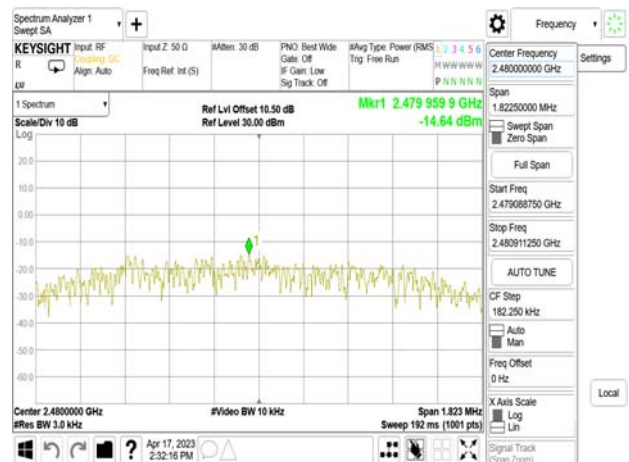 Spectrum Analyzer 1
Swept SA
Frequency
KEYSIGHT
Input: RF
Coupling: DC
Align: Auto
Input Z: 50 Ω
Freq Ref: Int (S)
#Atten: 30 dB
PNO: Best Wide
Gate: Off
IF Gain: Low
Sig Track: Off
#Avg Type: Power (RMS
Trig: Free Run
1 2 3 4 5 6
M W W W W W
P N N N N N
R
1 Spectrum
Scale/Div 10 dB
Log
Ref Lvl Offset 10.50 dB
Ref Level 30.00 dBm
Mkr1 2.479 959 9 GHz
-14.64 dBm
20.0
10.0
0.00
-10.0
-20.0
-30.0
-40.0
-50.0
-60.0
1
Center 2.4800000 GHz
#Res BW 3.0 kHz
#Video BW 10 kHz
Span 1.823 MHz
Sweep 192 ms (1001 pts)
Apr 17, 2023
2:32:16 PM
Center Frequency
2.480000000 GHz
Settings
Span
1.82250000 MHz
Swept Span
Zero Span
Full Span
Start Freq
2.479088750 GHz
Stop Freq
2.480911250 GHz
AUTO TUNE
CF Step
182.250 kHz
Auto
Man
Freq Offset
0 Hz
X Axis Scale
Log
Lin
Local
Signal Track
(Span Zoom)